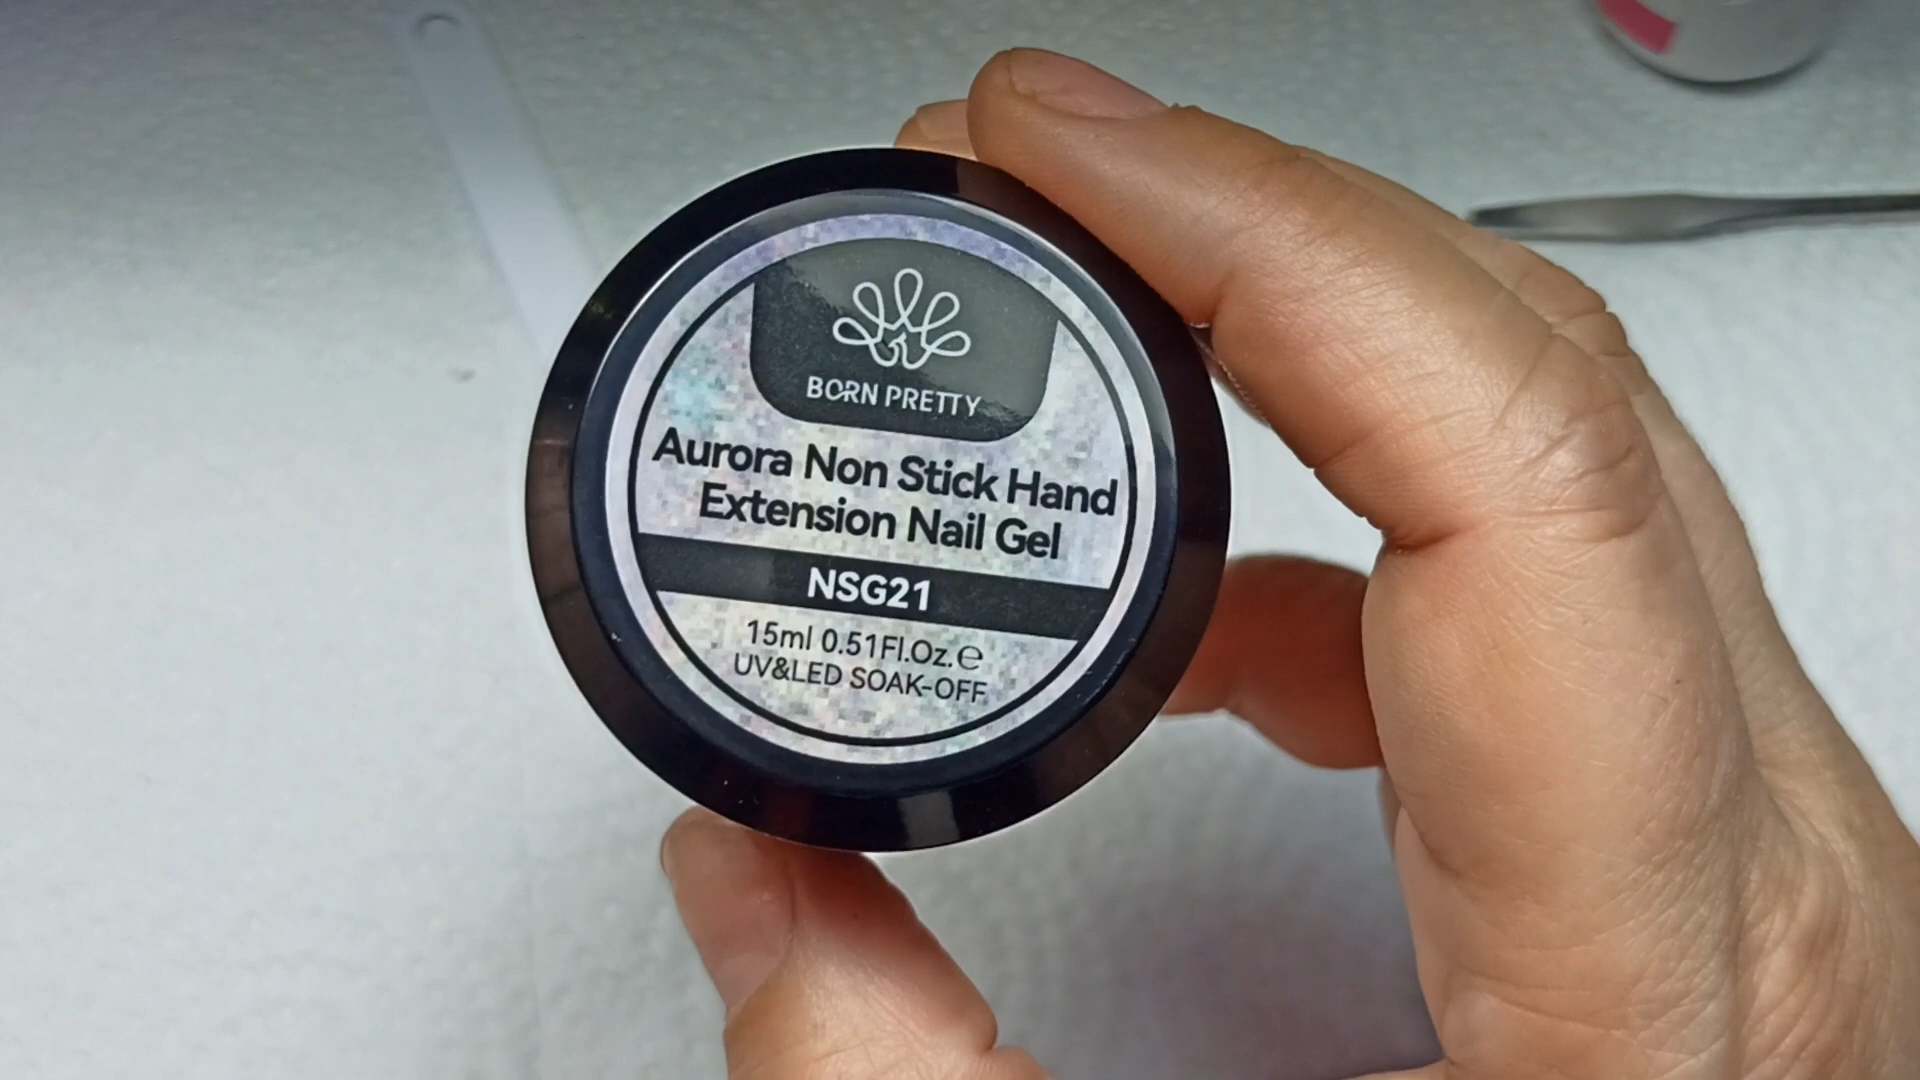 BORN PRETTY
Aurora Non Stick Hand
Extension Nail Gel
NSG21
15ml 0.51Fl.Oz.℮
UV&LED SOAK-OFF